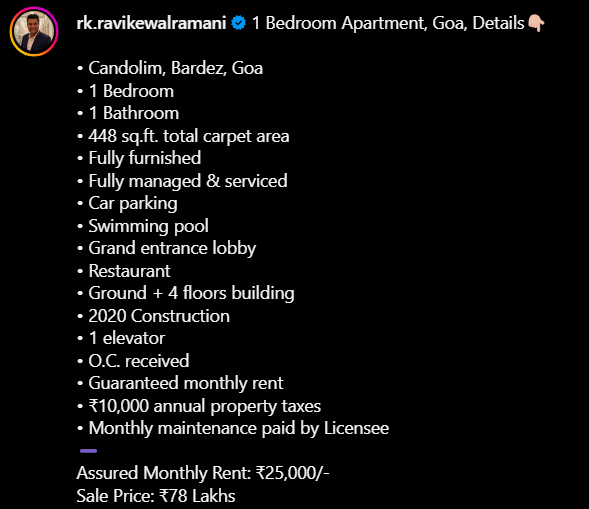 rk.ravikewalramani 1 Bedroom Apartment, Goa, Details👇🏻
• Candolim, Bardez, Goa
• 1 Bedroom
• 1 Bathroom
• 448 sq.ft. total carpet area
• Fully furnished
• Fully managed & serviced
• Car parking
• Swimming pool
• Grand entrance lobby
• Restaurant
• Ground + 4 floors building
• 2020 Construction
• 1 elevator
• O.C. received
• Guaranteed monthly rent
• ₹10,000 annual property taxes
• Monthly maintenance paid by Licensee
Assured Monthly Rent: ₹25,000/-
Sale Price: ₹78 Lakhs